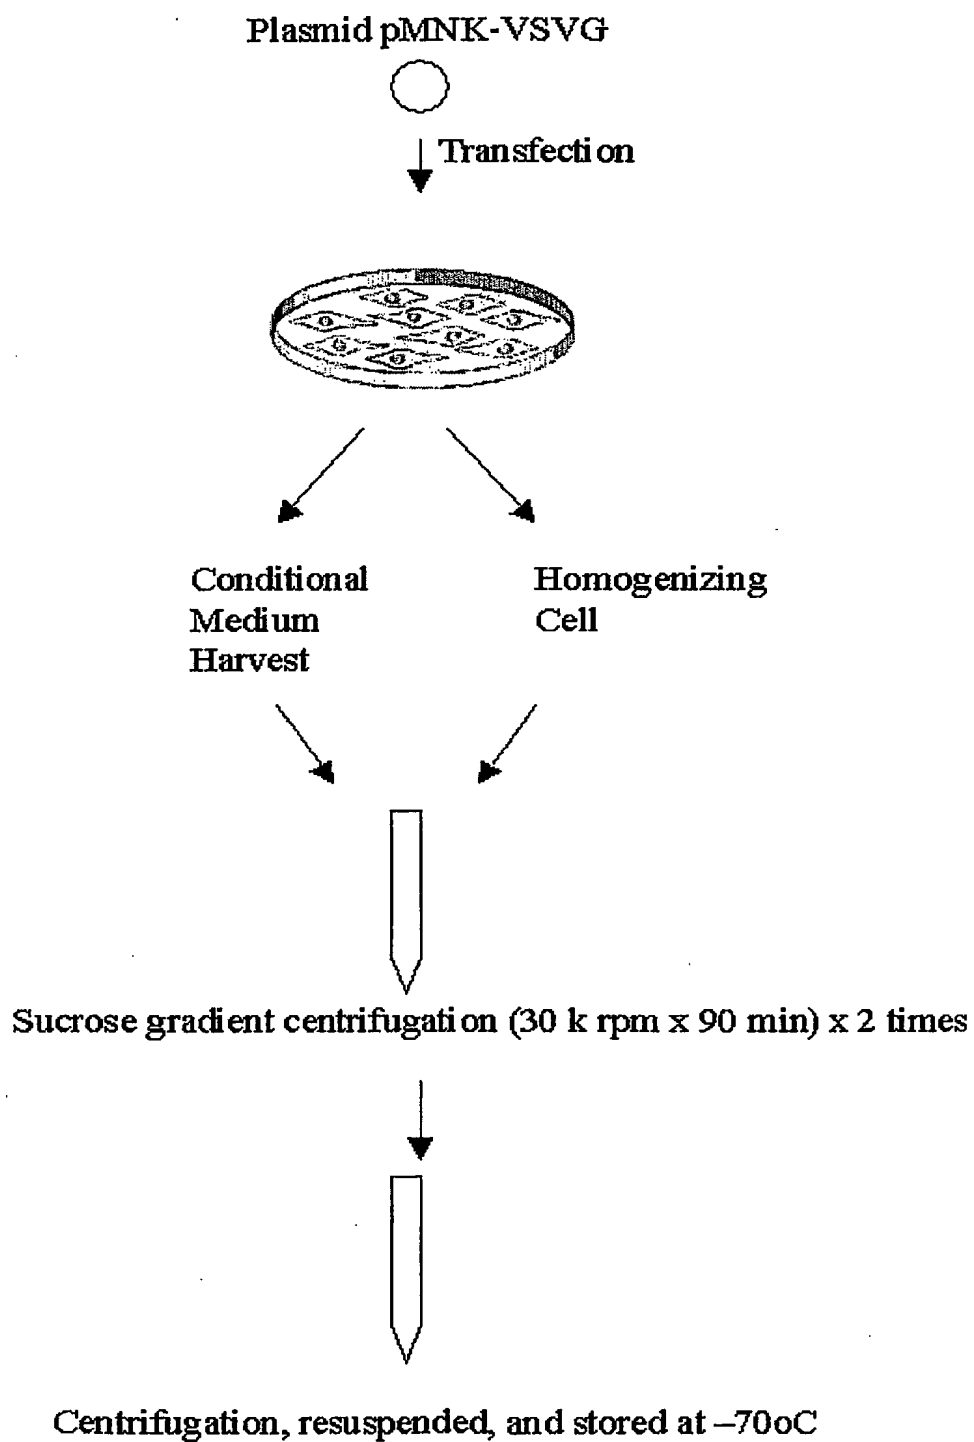 Plasmid pMNK-VSVG
Transfection
Conditional
Medium
Harvest
Homogenizing
Cell
Sucrose gradient centrifugation (30 k rpm x 90 min) x 2 times
Centrifugation, resuspended, and stored at –70oC